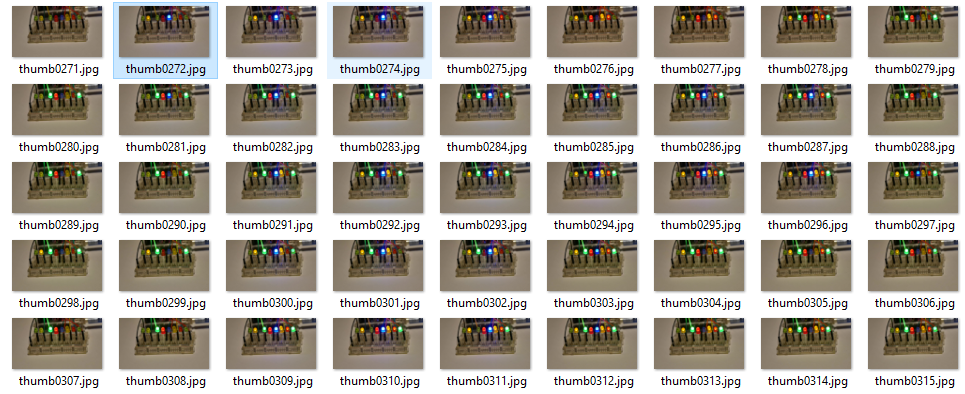 thumb0271.jpg thumb0272.jpg thumb0273.jpg thumb0274.jpg thumb0275.jpg thumb0276.jpg thumb0277.jpg thumb0278.jpg thumb0279.jpg
thumb0280.jpg thumb0281.jpg thumb0282.jpg thumb0283.jpg thumb0284.jpg thumb0285.jpg thumb0286.jpg thumb0287.jpg thumb0288.jpg
thumb0289.jpg thumb0290.jpg thumb0291.jpg thumb0292.jpg thumb0293.jpg thumb0294.jpg thumb0295.jpg thumb0296.jpg thumb0297.jpg
thumb0298.jpg thumb0299.jpg thumb0300.jpg thumb0301.jpg thumb0302.jpg thumb0303.jpg thumb0304.jpg thumb0305.jpg thumb0306.jpg
thumb0307.jpg thumb0308.jpg thumb0309.jpg thumb0310.jpg thumb0311.jpg thumb0312.jpg thumb0313.jpg thumb0314.jpg thumb0315.jpg